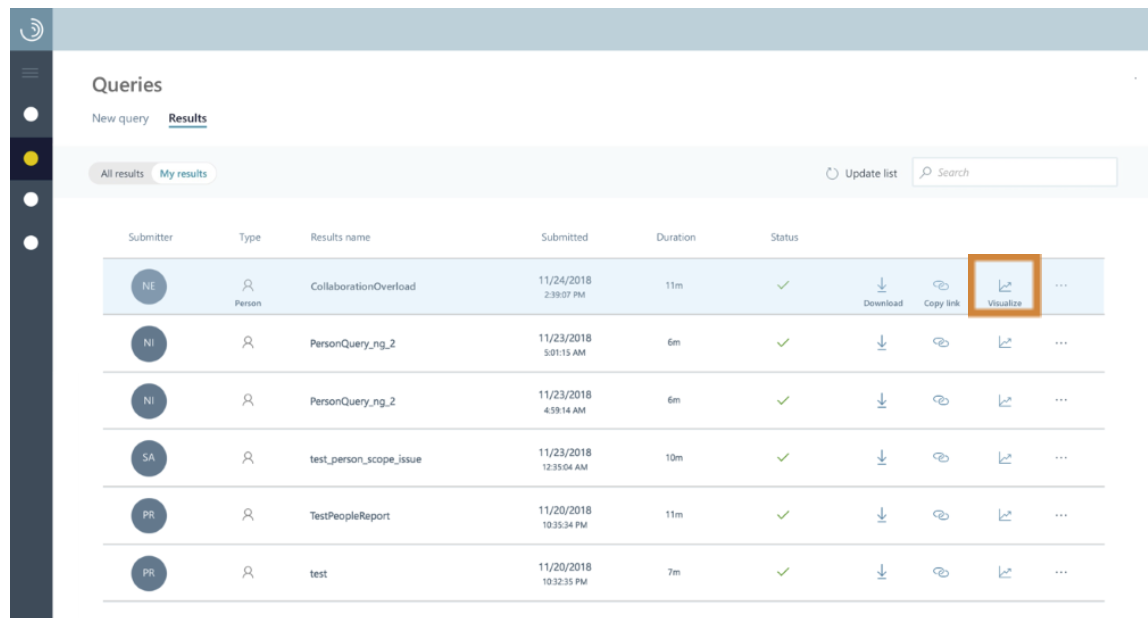 Queries
New query Results
All results My results Update list Search
Submitter Type Results name Submitted Duration Status
NE CollaborationOverload 11/24/2018 11m
Person 2:39:07 PM Download Copy link Visualize ...
NI PersonQuery_ng_2 11/23/2018 6m ...
5:01:15 AM
NI PersonQuery_ng_2 11/23/2018 6m ...
4:59:14 AM
SA test_person_scope_issue 11/23/2018 10m ...
12:35:04 AM
PR TestPeopleReport 11/20/2018 11m ...
10:35:34 PM
PR test 11/20/2018 7m ...
10:32:35 PM